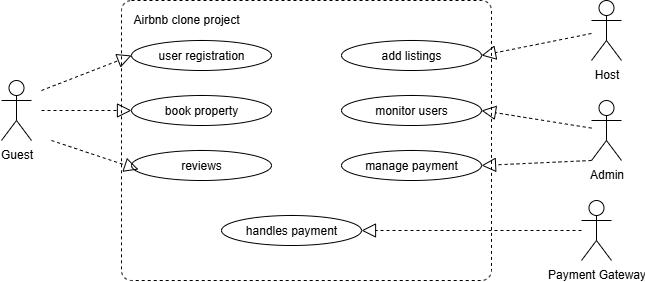 Airbnb clone project
user registration
add listings
Host
book property
monitor users
Guest
reviews
manage payment
Admin
handles payment
Payment Gateway